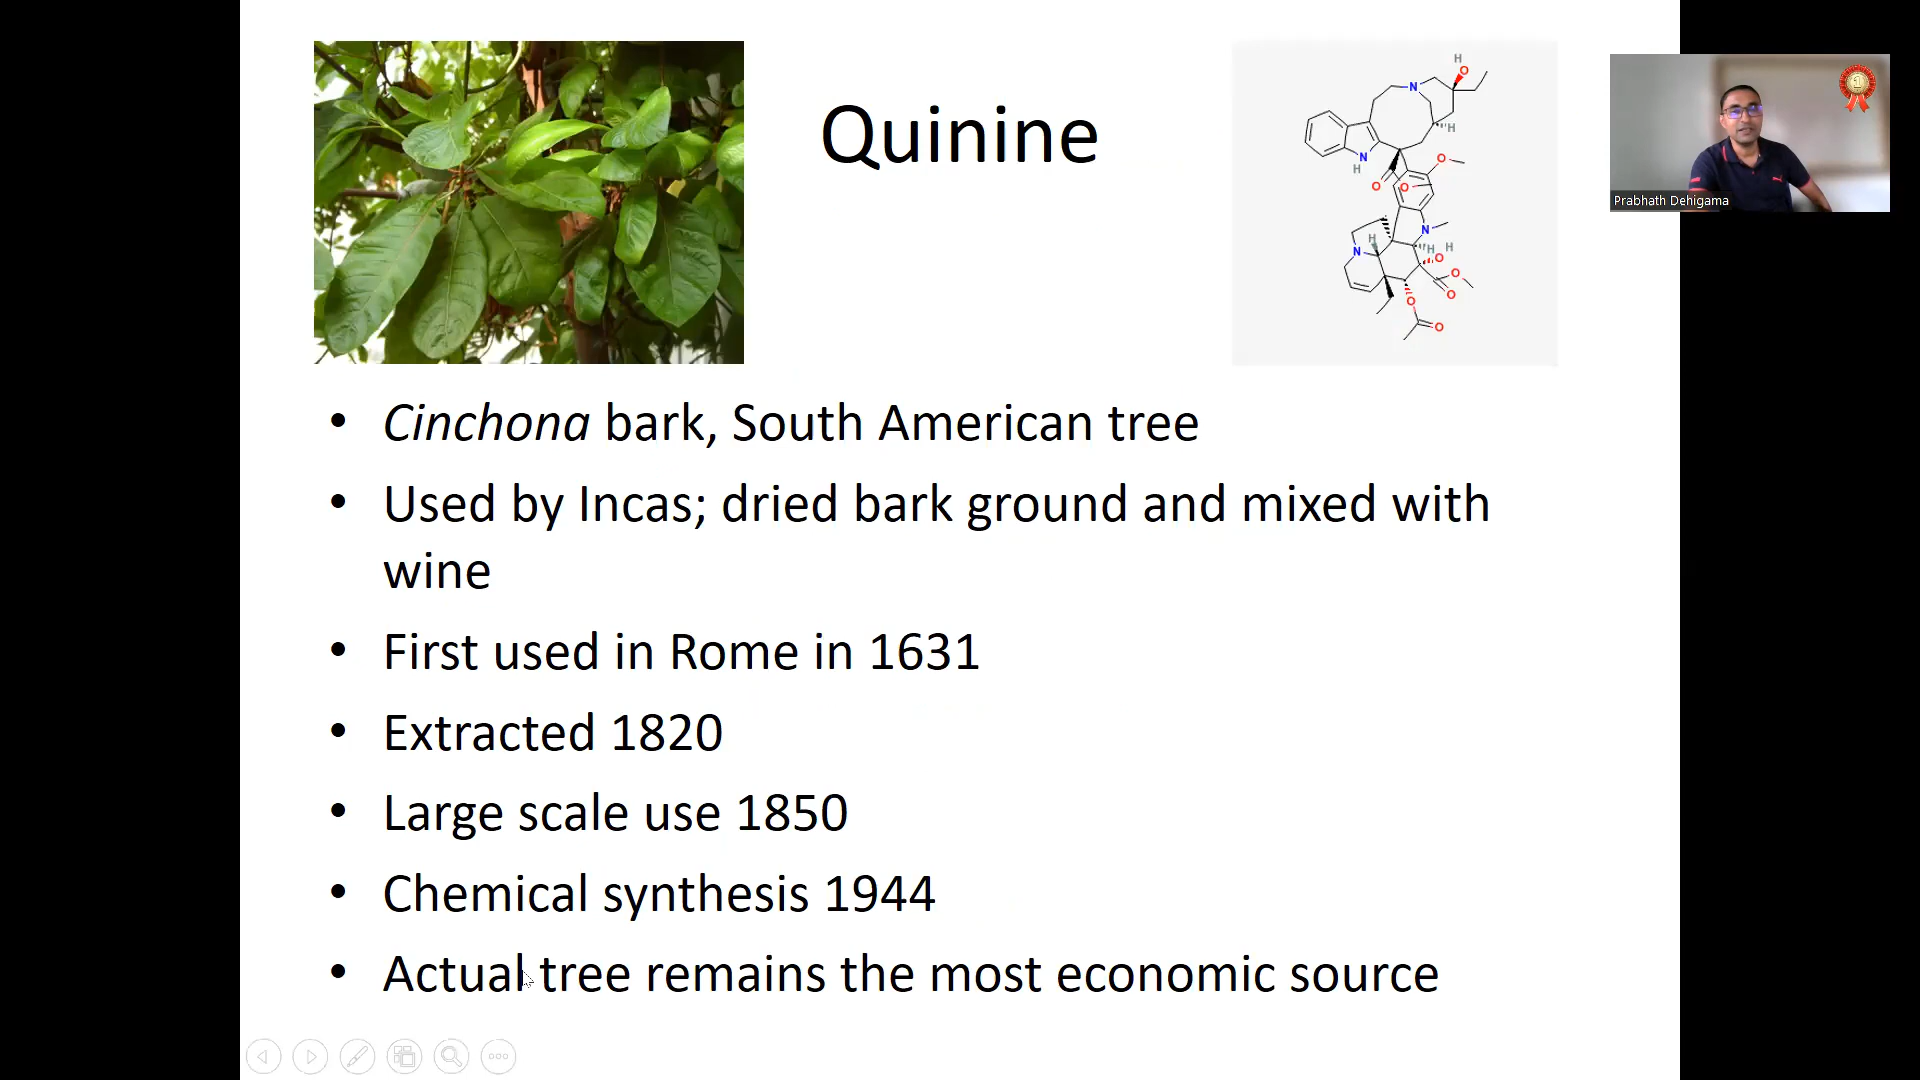 Quinine
• Cinchona bark, South American tree
• Used by Incas; dried bark ground and mixed with
wine
• First used in Rome in 1631
• Extracted 1820
• Large scale use 1850
• Chemical synthesis 1944
• Actual tree remains the most economic source
H
O
N
H
N
H
O
O
O
N
H
N
H
H
O
O
O
O
O
Prabhath Dehigama
1